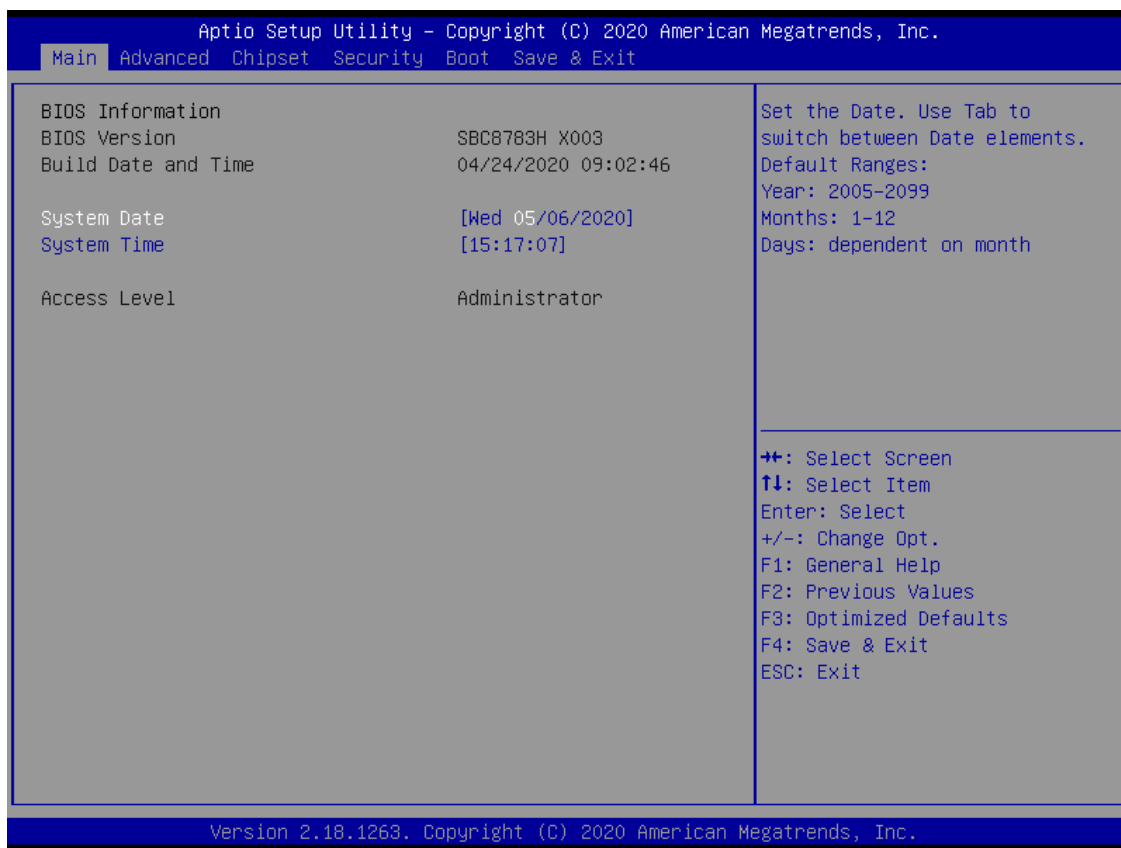 Aptio Setup Utility – Copyright (C) 2020 American Megatrends, Inc.
Main Advanced Chipset Security Boot Save & Exit
BIOS Information
BIOS Version SBC8783H X003
Build Date and Time 04/24/2020 09:02:46
System Date [Wed 05/06/2020]
System Time [15:17:07]
Access Level Administrator
Set the Date. Use Tab to
switch between Date elements.
Default Ranges:
Year: 2005-2099
Months: 1-12
Days: dependent on month
→←: Select Screen
↑↓: Select Item
Enter: Select
+/-: Change Opt.
F1: General Help
F2: Previous Values
F3: Optimized Defaults
F4: Save & Exit
ESC: Exit
Version 2.18.1263. Copyright (C) 2020 American Megatrends, Inc.